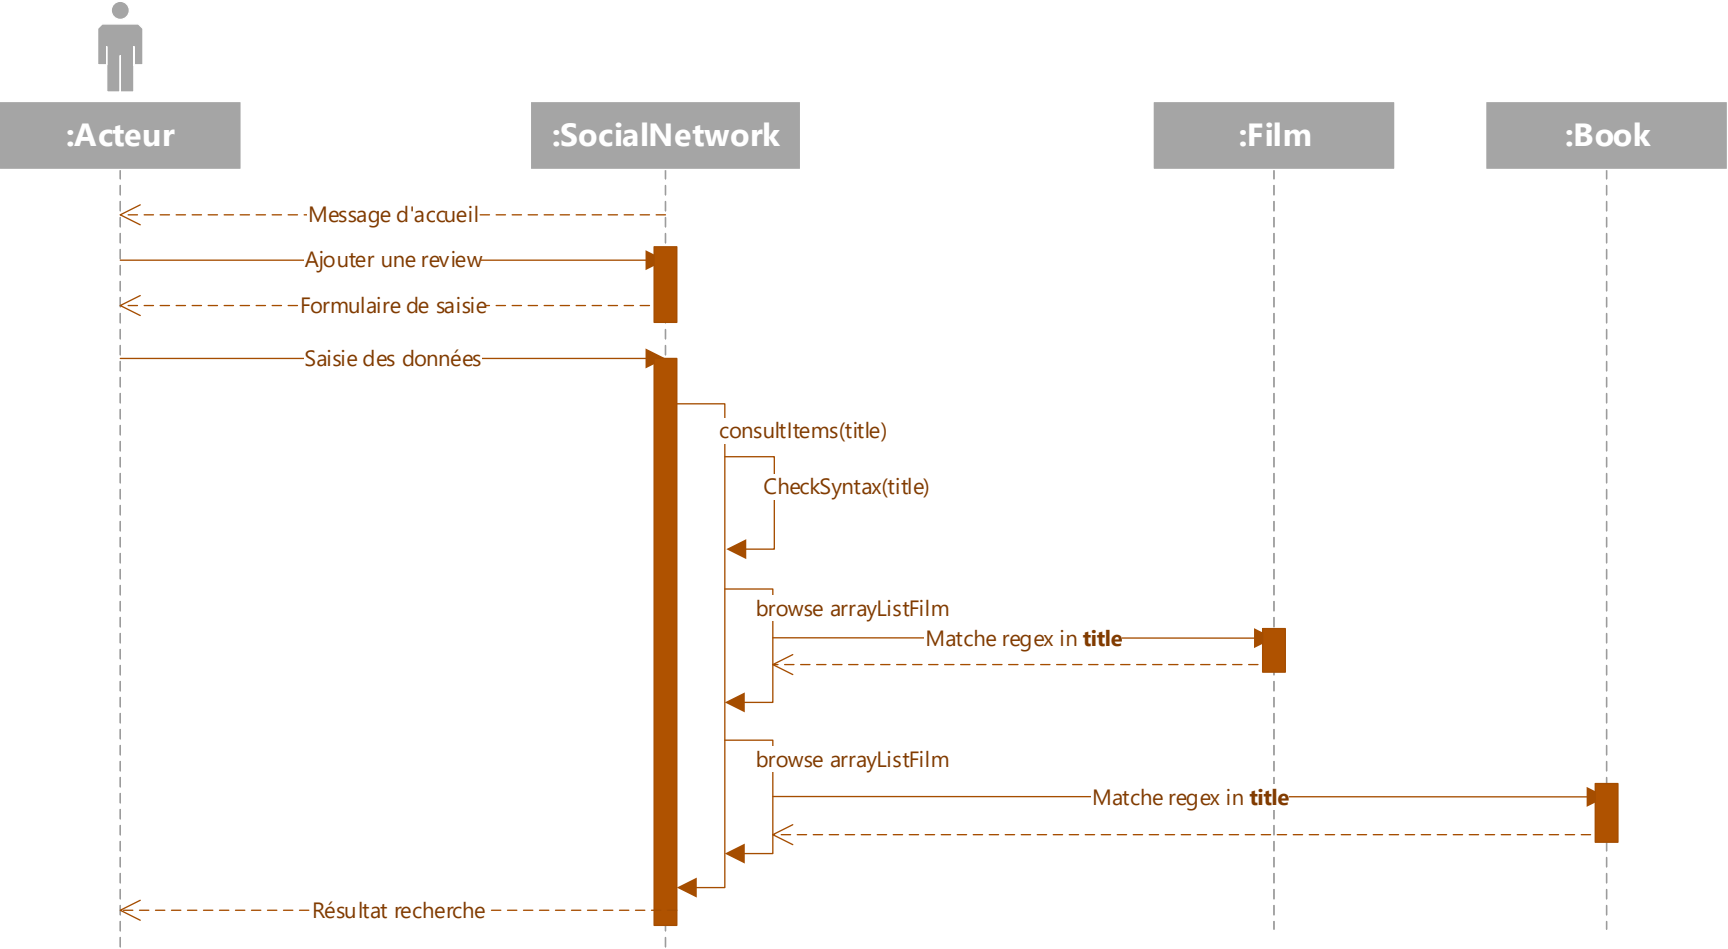 :Acteur
:SocialNetwork
:Film
:Book
Message d'accueil
Ajouter une review
Formulaire de saisie
Saisie des données
consultItems(title)
CheckSyntax(title)
browse arrayListFilm
Matche regex in title
browse arrayListFilm
Matche regex in title
Résultat recherche